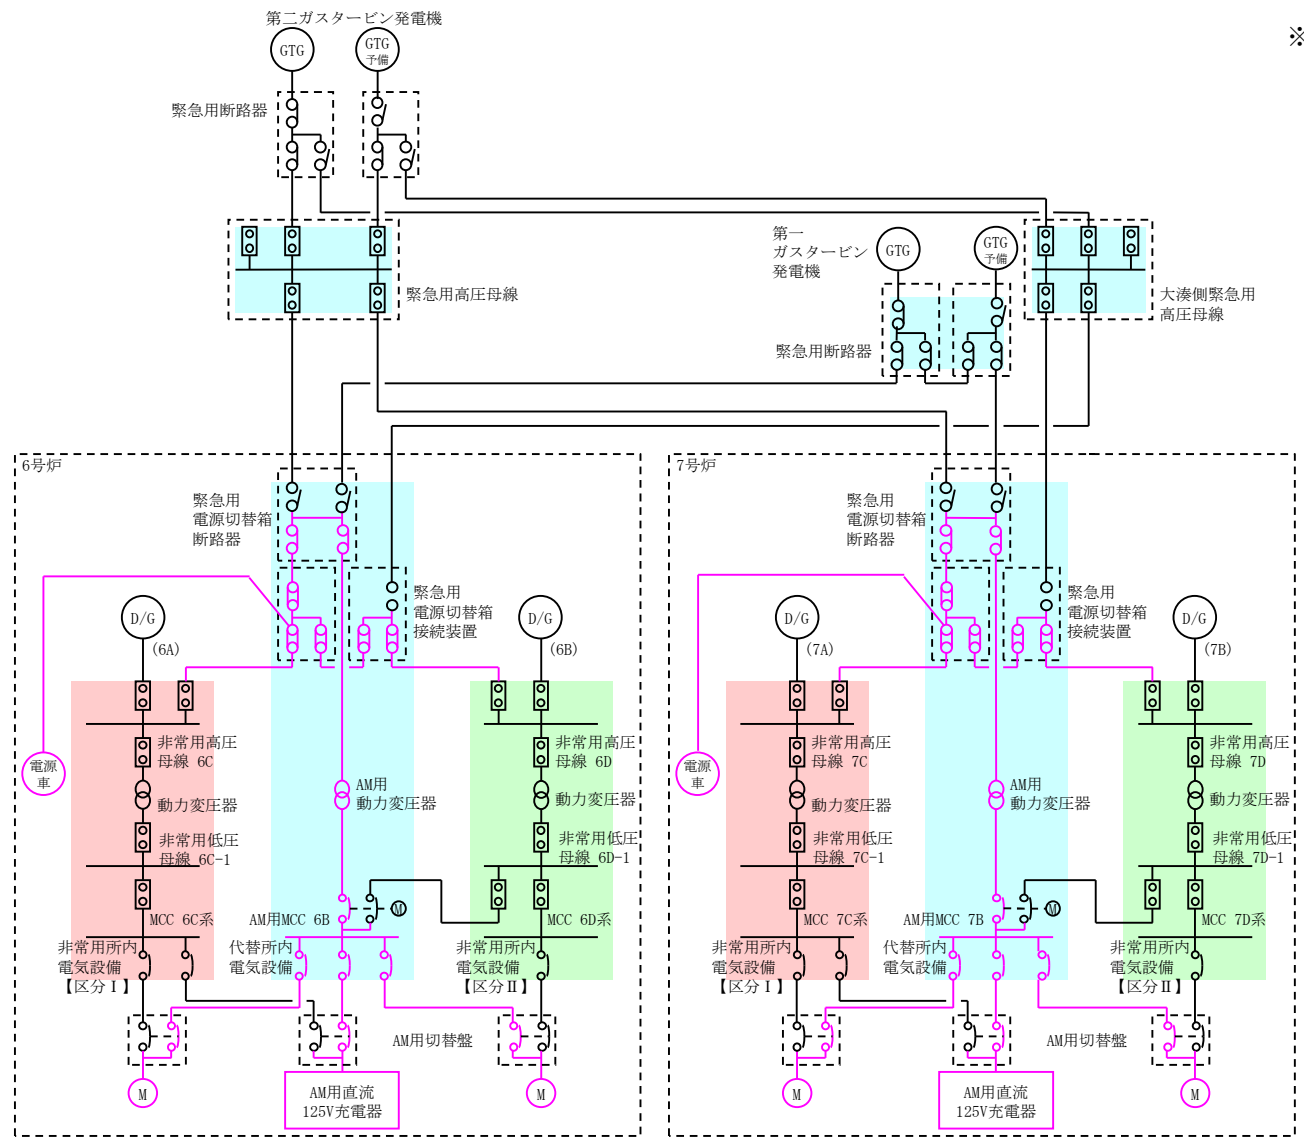 第二ガスタービン発電機
※
GTG
GTG
予備
緊急用断路器
第一
ガスタービン
発電機
GTG
GTG
予備
緊急用高圧母線
大湊側緊急用
高圧母線
緊急用断路器
6号炉
緊急用
電源切替箱
断路器
緊急用
電源切替箱
接続装置
D/G
(6A)
D/G
(6B)
電源
車
非常用高圧
母線 6C
動力変圧器
非常用低圧
母線 6C-1
MCC 6C系
非常用所内
電気設備
【区分Ⅰ】
AM用
動力変圧器
AM用MCC 6B
代替所内
電気設備
M
非常用高圧
母線 6D
動力変圧器
非常用低圧
母線 6D-1
MCC 6D系
非常用所内
電気設備
【区分Ⅱ】
AM用切替盤
M
AM用直流
125V充電器
M
7号炉
緊急用
電源切替箱
断路器
緊急用
電源切替箱
接続装置
D/G
(7A)
D/G
(7B)
電源
車
非常用高圧
母線 7C
動力変圧器
非常用低圧
母線 7C-1
MCC 7C系
非常用所内
電気設備
【区分Ⅰ】
AM用
動力変圧器
AM用MCC 7B
代替所内
電気設備
M
非常用高圧
母線 7D
動力変圧器
非常用低圧
母線 7D-1
MCC 7D系
非常用所内
電気設備
【区分Ⅱ】
AM用切替盤
M
AM用直流
125V充電器
M